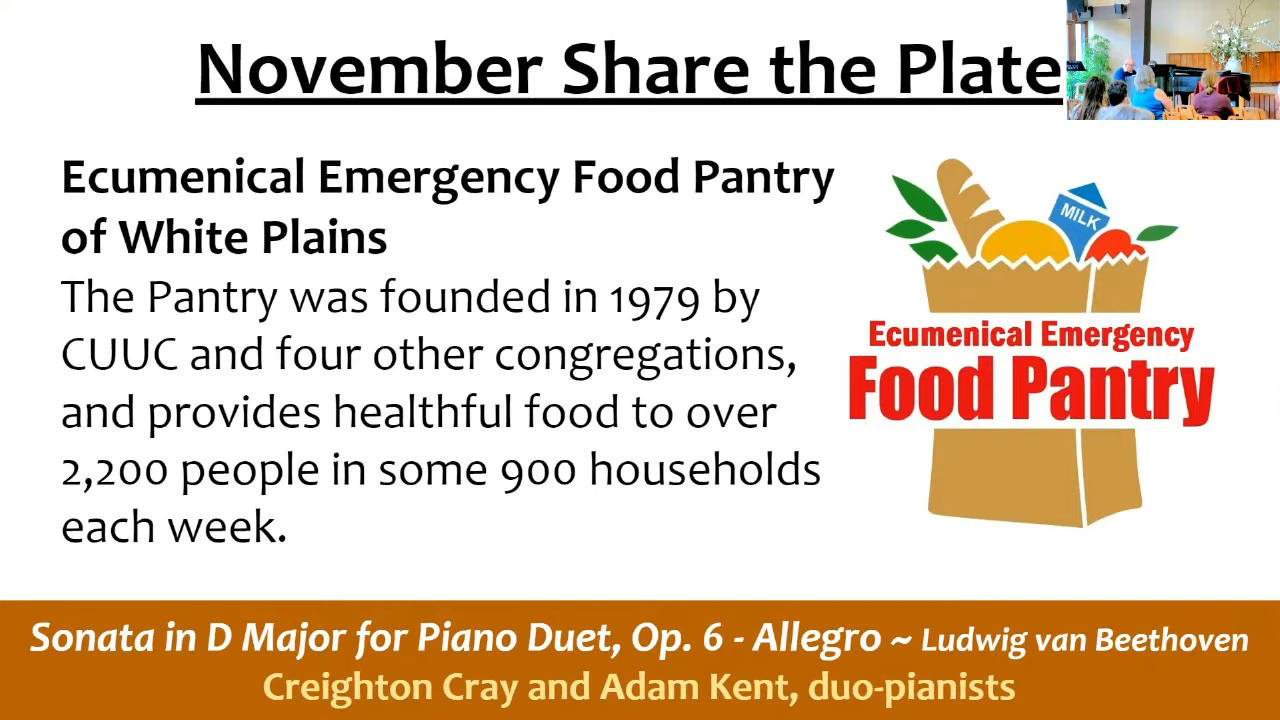 November Share the Plate
Ecumenical Emergency Food Pantry
of White Plains
The Pantry was founded in 1979 by
CUUC and four other congregations,
and provides healthful food to over
2,200 people in some 900 households
each week.
MILK
Ecumenical Emergency
Food Pantry
Sonata in D Major for Piano Duet, Op. 6 - Allegro ~ Ludwig van Beethoven
Creighton Cray and Adam Kent, duo-pianists